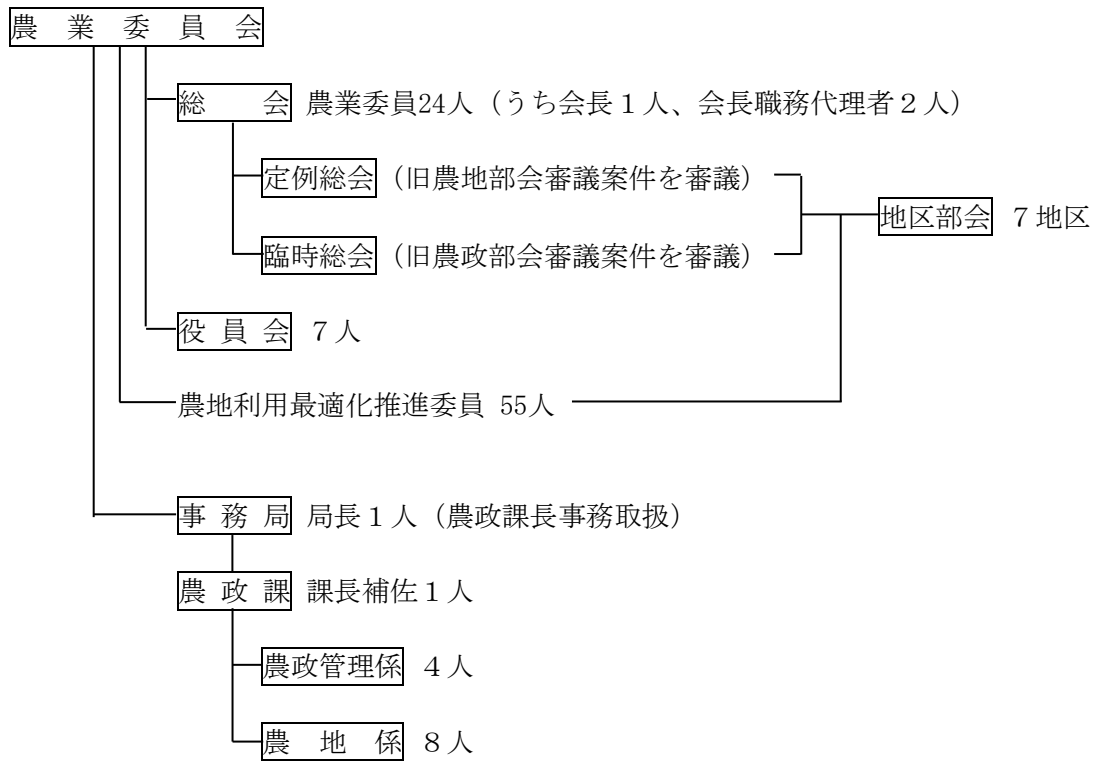 農業委員会
総会 農業委員24人（うち会長１人、会長職務代理者２人）
定例総会（旧農地部会審議案件を審議）
地区部会 ７地区
臨時総会（旧農政部会審議案件を審議）
役員会 ７人
農地利用最適化推進委員 55人
事務局 局長１人（農政課長事務取扱）
農政課 課長補佐１人
農政管理係 ４人
農地係 ８人